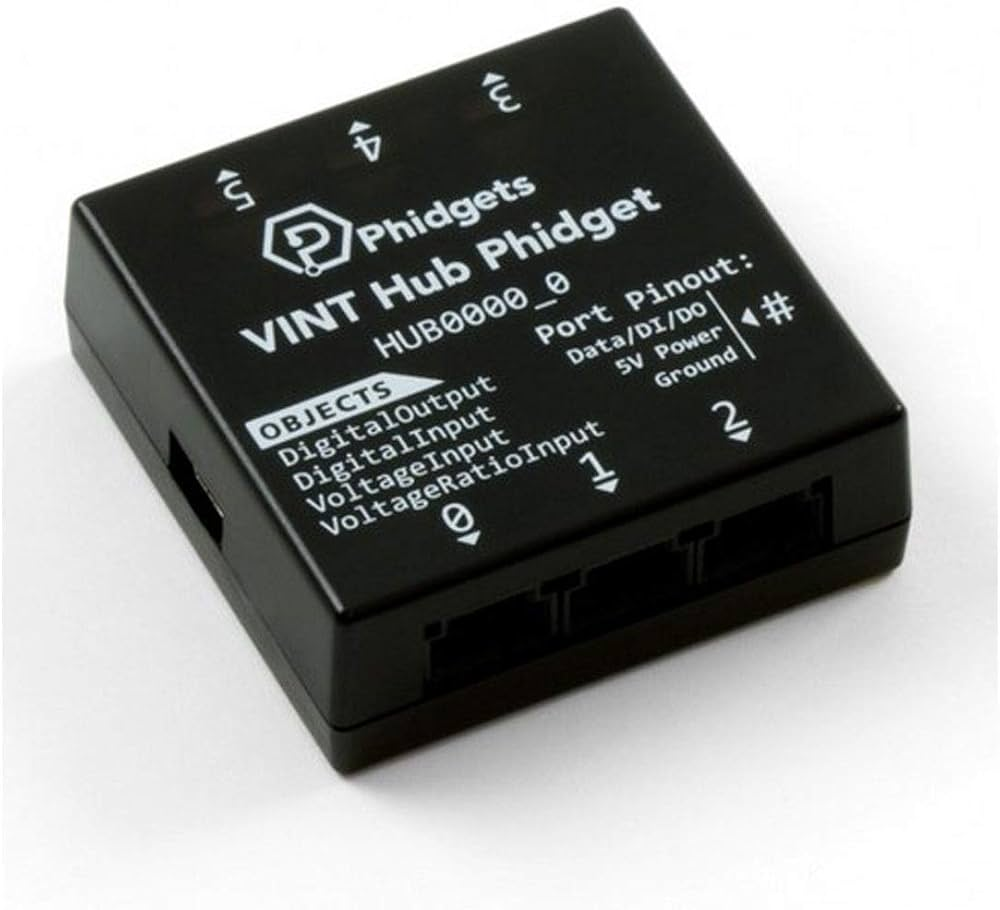 5
4
3
Phidgets
VINT Hub Phidget
HUB0000_0
Port Pinout:
Data/DI/DO
5V Power
Ground
#
OBJECTS
DigitalOutput
DigitalInput
VoltageInput
VoltageRatioInput
0
1
2